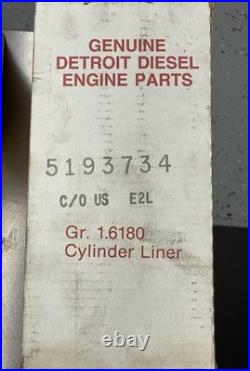 GENUINE
DETROIT DIESEL
ENGINE PARTS
5193734
C/O US E2L
Gr. 1.6180
Cylinder Liner